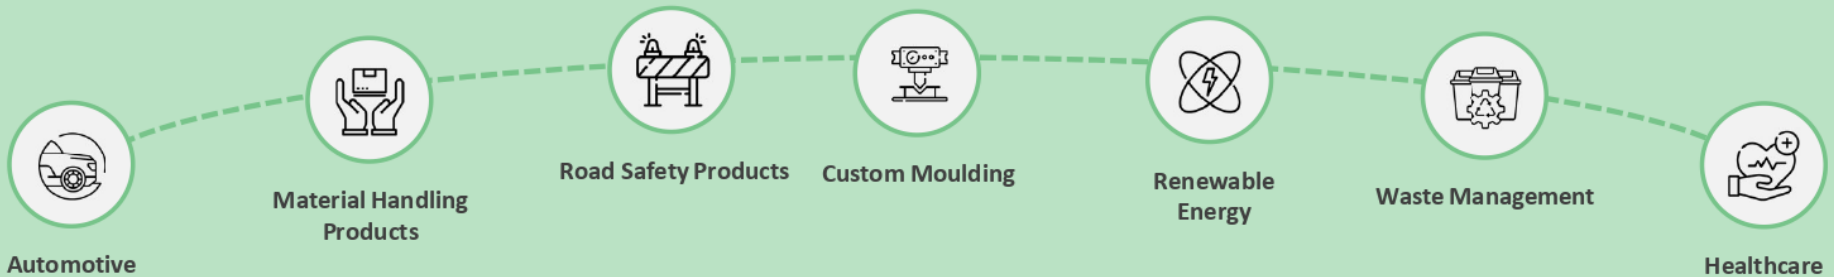 Automotive
Material Handling
Products
Road Safety Products
Custom Moulding
Renewable
Energy
Waste Management
Healthcare